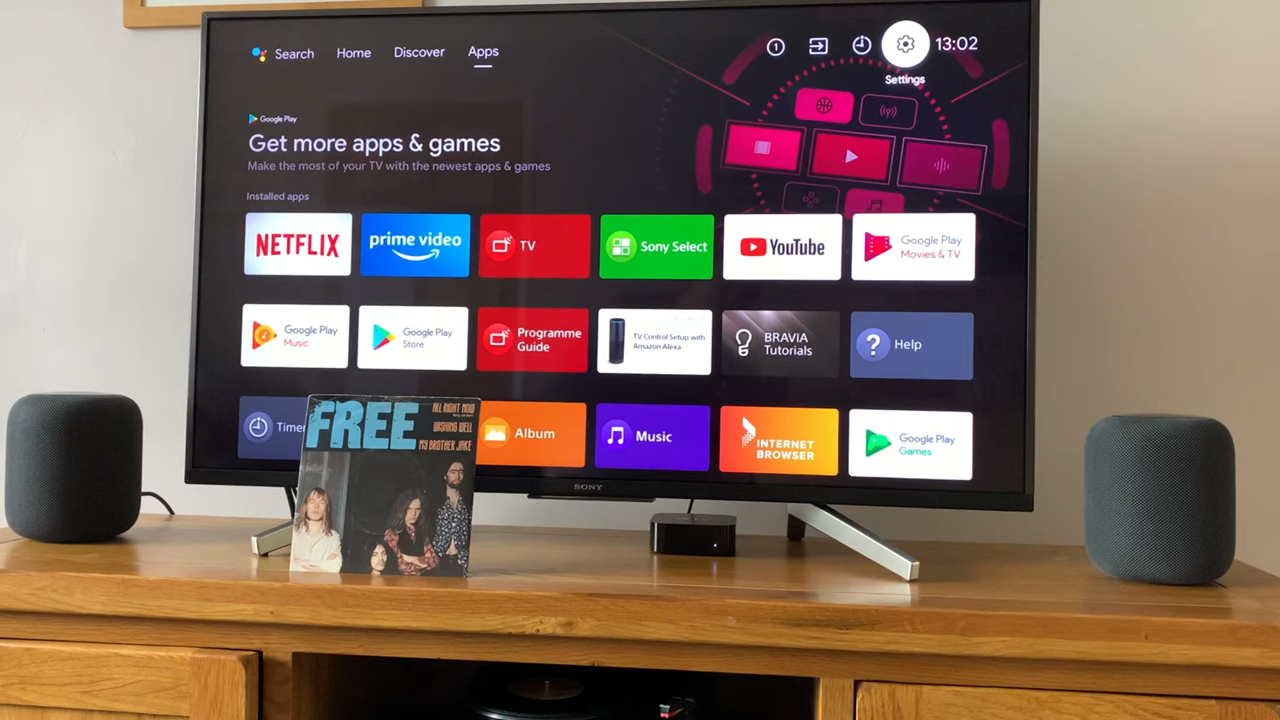 Search Home Discover Apps
1
13:02
Settings
Google Play
Get more apps & games
Make the most of your TV with the newest apps & games
Installed apps
NETFLIX
prime video
TV
Sony Select
YouTube
Google Play
Movies & TV
Google Play
Music
Google Play
Store
Programme
Guide
TV Control Setup with
Amazon Alexa
BRAVIA
Tutorials
? Help
Time
FREE
ALL RIGHT NOW
WISHING WELL
MY BROTHER JAKE
Album
Music
INTERNET
BROWSER
Google Play
Games
SONY